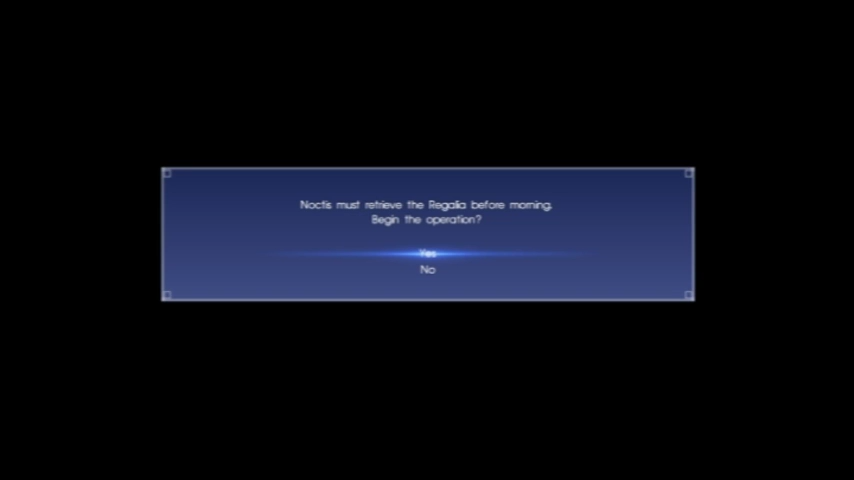 Noctis must retrieve the Regalia before morning.
Begin the operation?
Yes
No